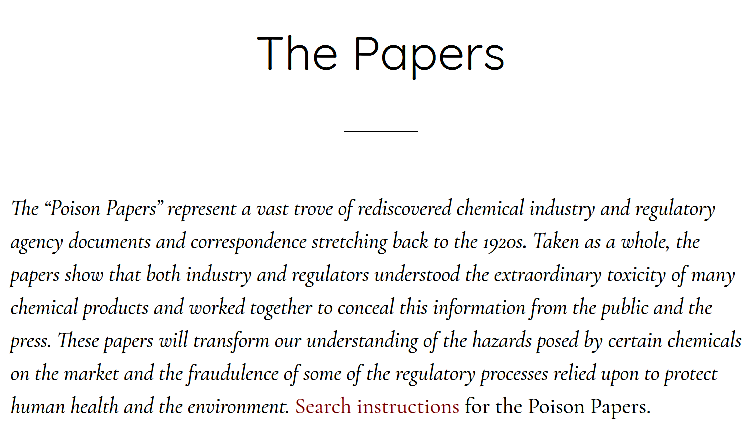 The Papers
The “Poison Papers” represent a vast trove of rediscovered chemical industry and regulatory
agency documents and correspondence stretching back to the 1920s. Taken as a whole, the
papers show that both industry and regulators understood the extraordinary toxicity of many
chemical products and worked together to conceal this information from the public and the
press. These papers will transform our understanding of the hazards posed by certain chemicals
on the market and the fraudulence of some of the regulatory processes relied upon to protect
human health and the environment. Search instructions for the Poison Papers.